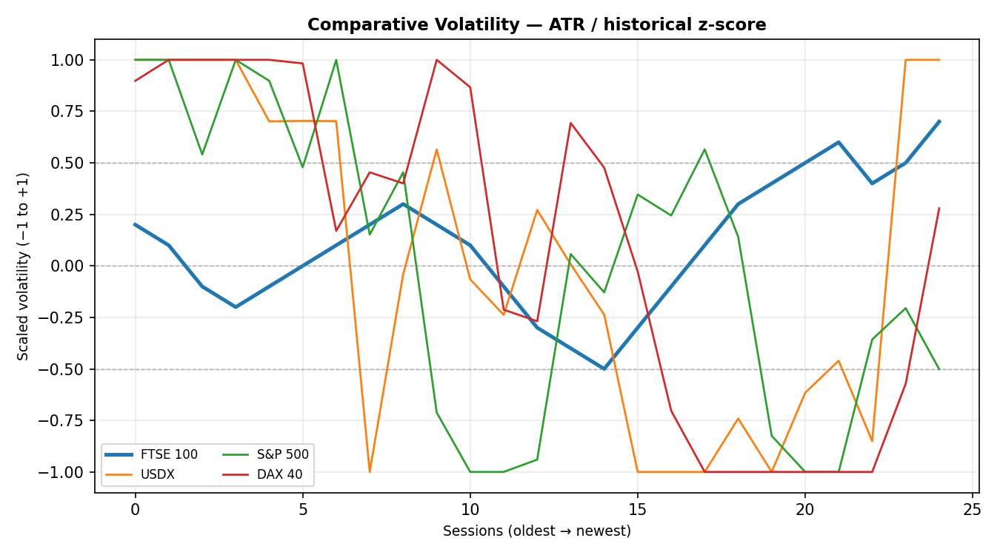 Comparative Volatility — ATR / historical z-score
Scaled volatility (−1 to +1)
1.00
0.75
0.50
0.25
0.00
−0.25
−0.50
−0.75
−1.00
FTSE 100
USDX
S&P 500
DAX 40
0 5 10 15 20 25
Sessions (oldest → newest)